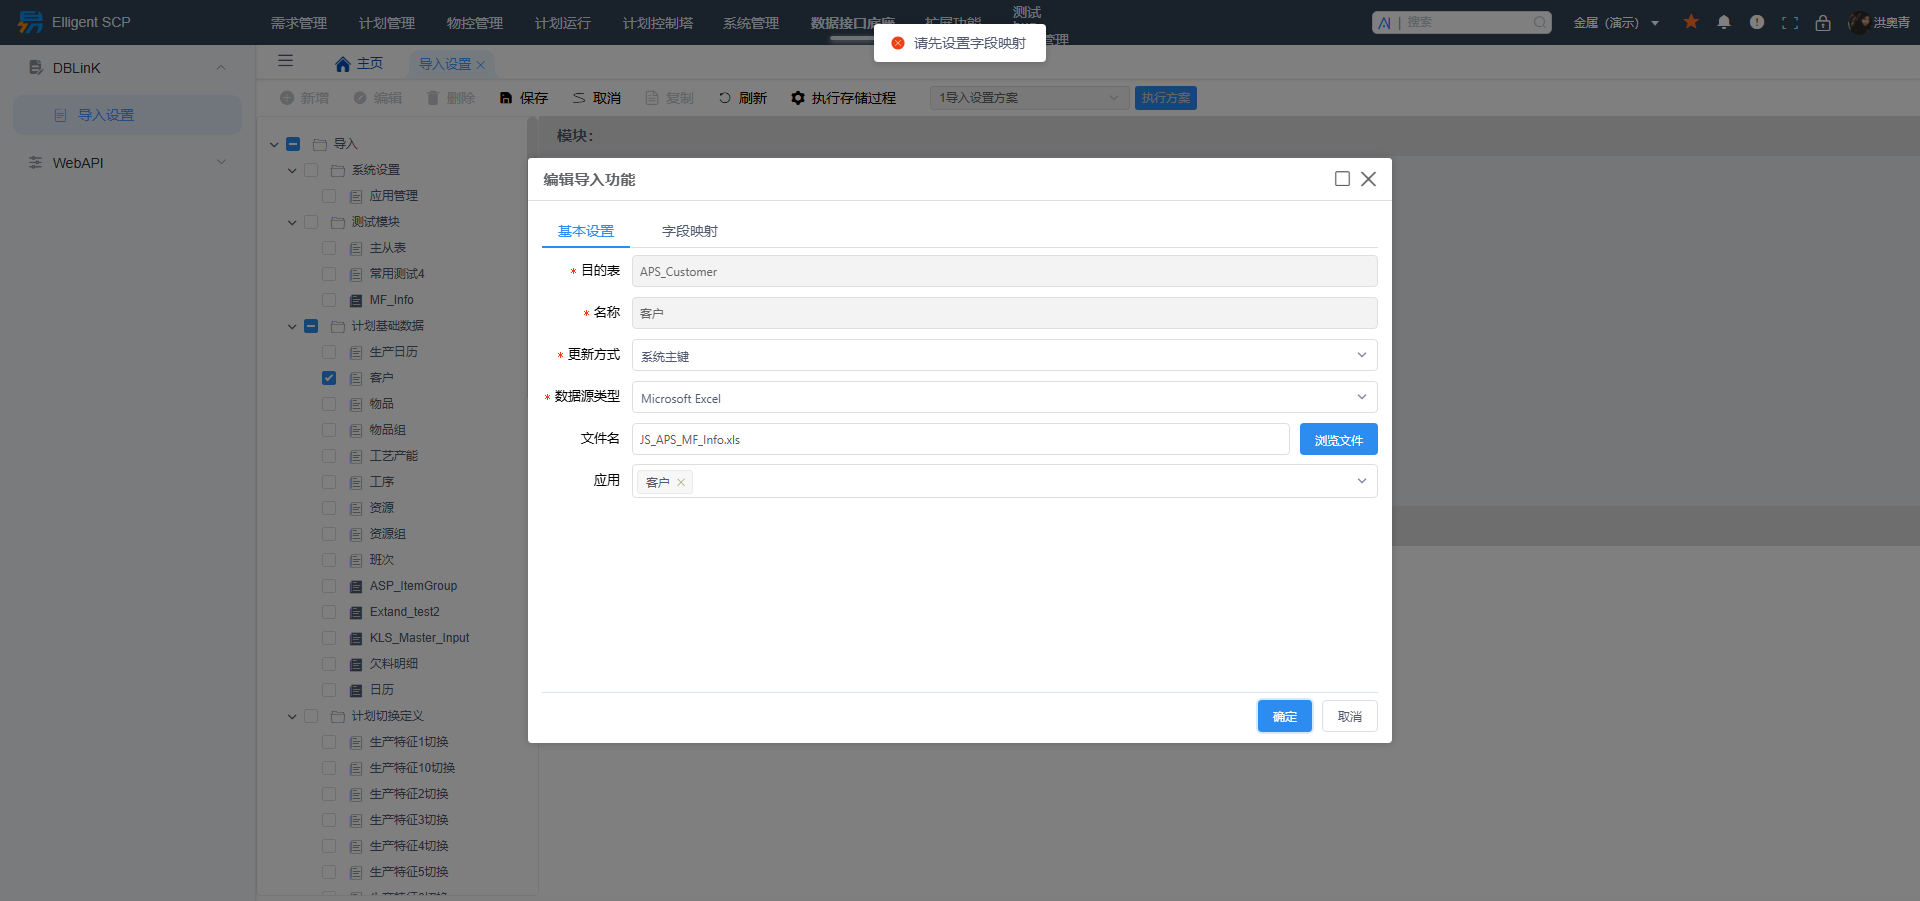 Elligent SCP
需求管理
计划管理
物控管理
计划运行
计划控制塔
系统管理
数据接口底座
扩展功能
测试
管理
搜索
金属（演示）
洪奥青
请先设置字段映射
DBLinK
导入设置
WebAPI
主页
导入设置
新增
编辑
删除
保存
取消
复制
刷新
执行存储过程
1导入设置方案
执行方案
导入
系统设置
应用管理
测试模块
主从表
常用测试4
MF_Info
计划基础数据
生产日历
客户
物品
物品组
工艺产能
工序
资源
资源组
班次
ASP_ItemGroup
Extand_test2
KLS_Master_Input
欠料明细
日历
计划切换定义
生产特征1切换
生产特征10切换
生产特征2切换
生产特征3切换
生产特征4切换
生产特征5切换
模块：
编辑导入功能
基本设置
字段映射
* 目的表
APS_Customer
* 名称
客户
* 更新方式
系统主键
* 数据源类型
Microsoft Excel
文件名
JS_APS_MF_Info.xls
浏览文件
应用
客户
确定
取消